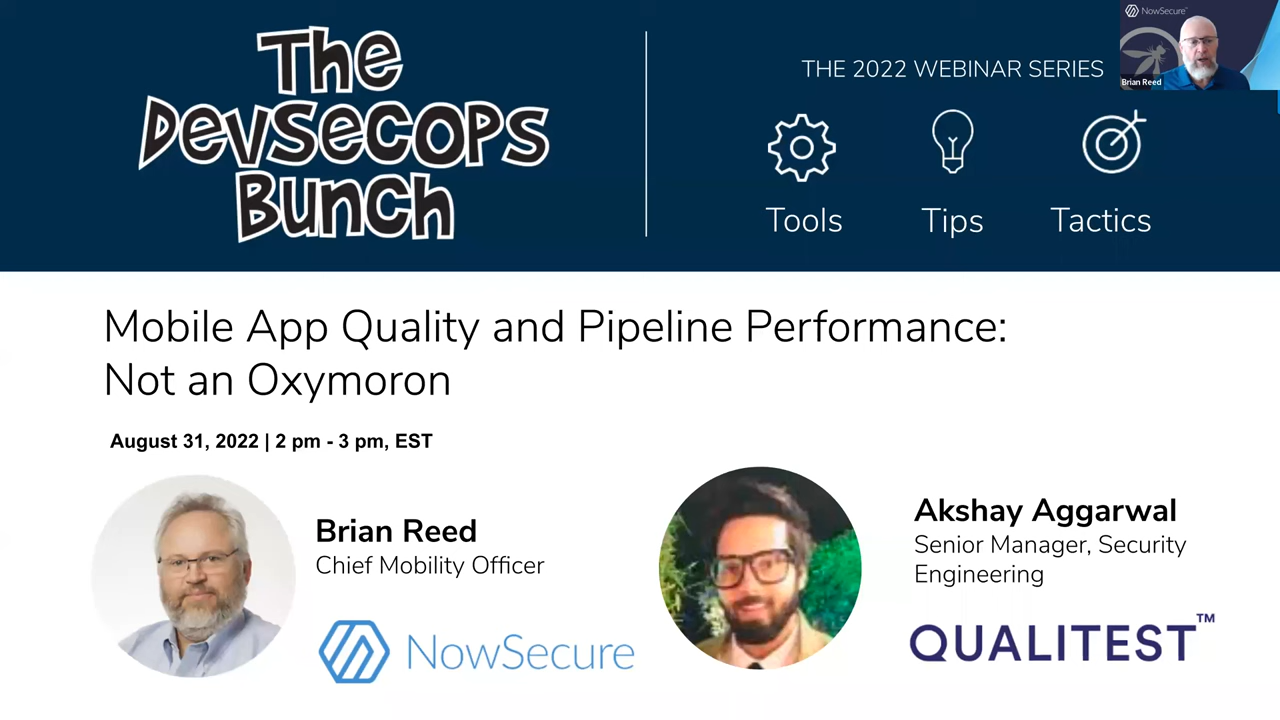 The
DevSecOps
Bunch
THE 2022 WEBINAR SERIES
Tools
Tips
Tactics
NowSecure™
Brian Reed
Mobile App Quality and Pipeline Performance:
Not an Oxymoron
August 31, 2022 | 2 pm - 3 pm, EST
Brian Reed
Chief Mobility Officer
NowSecure
Akshay Aggarwal
Senior Manager, Security
Engineering
QUALITEST™